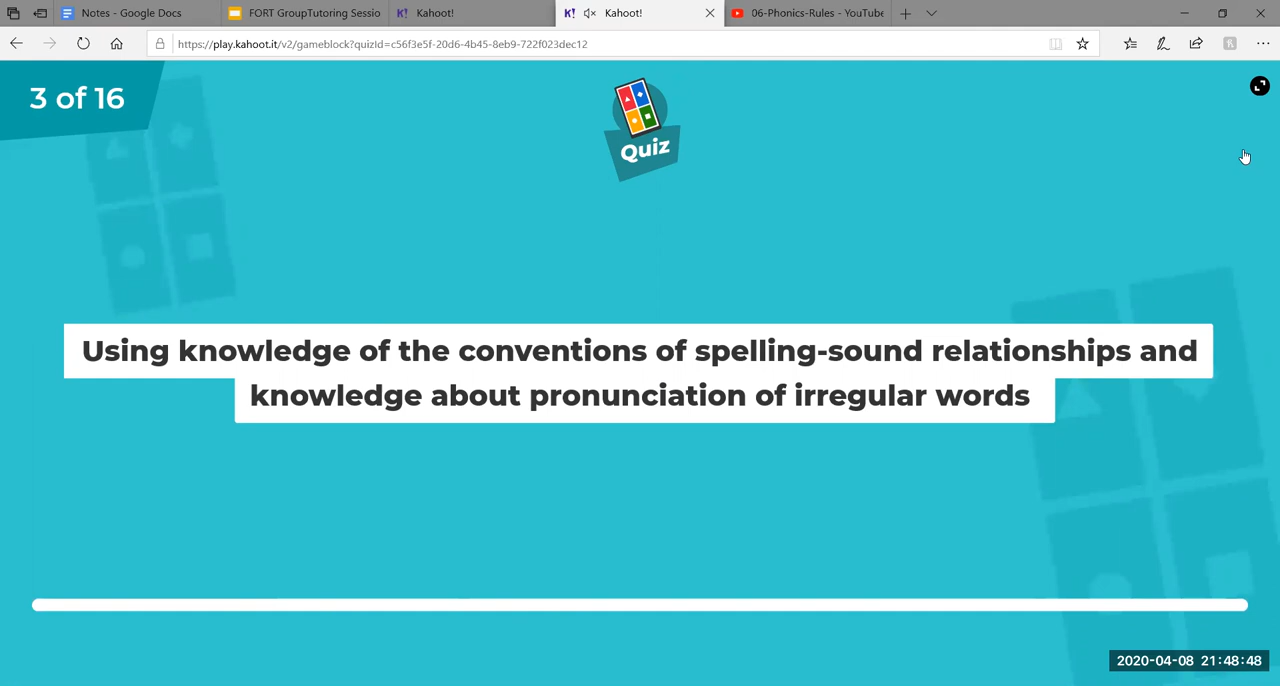 Notes - Google Docs
FORT GroupTutoring Sessio
Kahoot!
Kahoot!
06-Phonics-Rules - YouTube
https://play.kahoot.it/v2/gameblock?quizId=c56f3e5f-20d6-4b45-8eb9-722f023dec12
3 of 16
Quiz
Using knowledge of the conventions of spelling-sound relationships and
knowledge about pronunciation of irregular words
2020-04-08 21:48:48